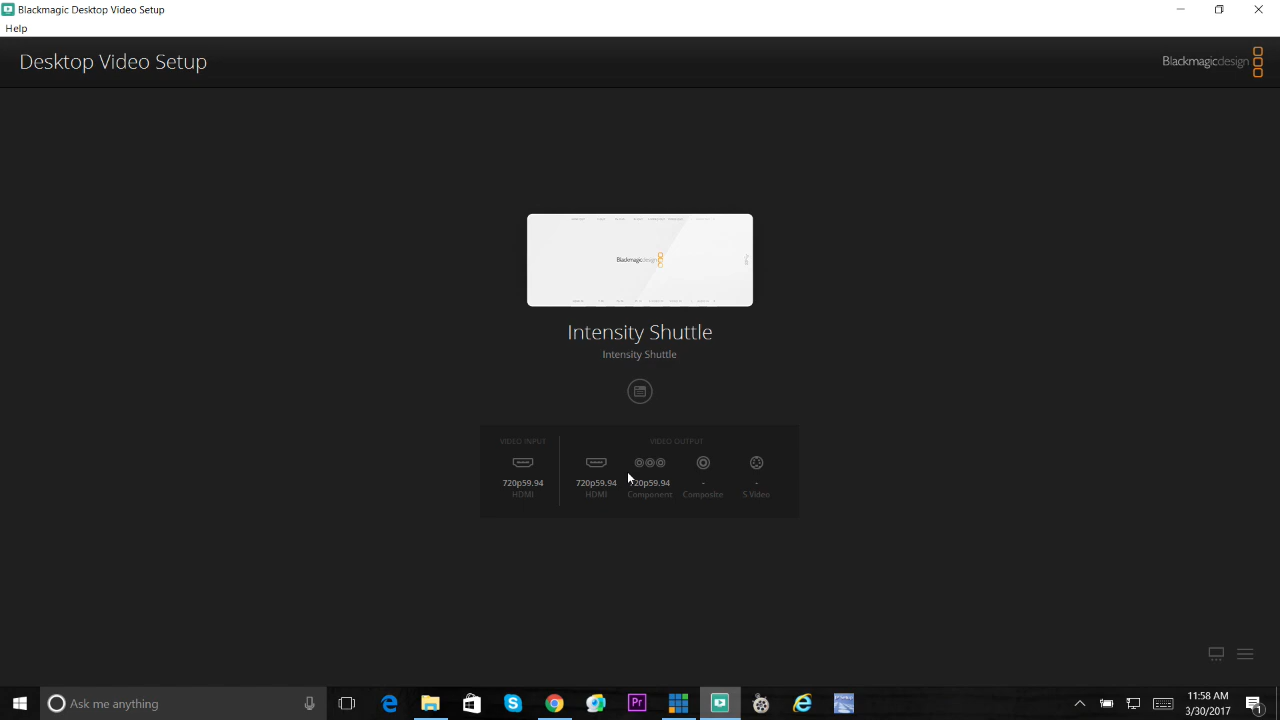 Blackmagic Desktop Video Setup
Help
Desktop Video Setup
Blackmagicdesign
Blackmagicdesign
Intensity Shuttle
Intensity Shuttle
VIDEO INPUT VIDEO OUTPUT
720p59.94 720p59.94 720p59.94 - -
HDMI HDMI Component Composite S Video
Ask me anything
Pr
11:58 AM
3/30/2017
1